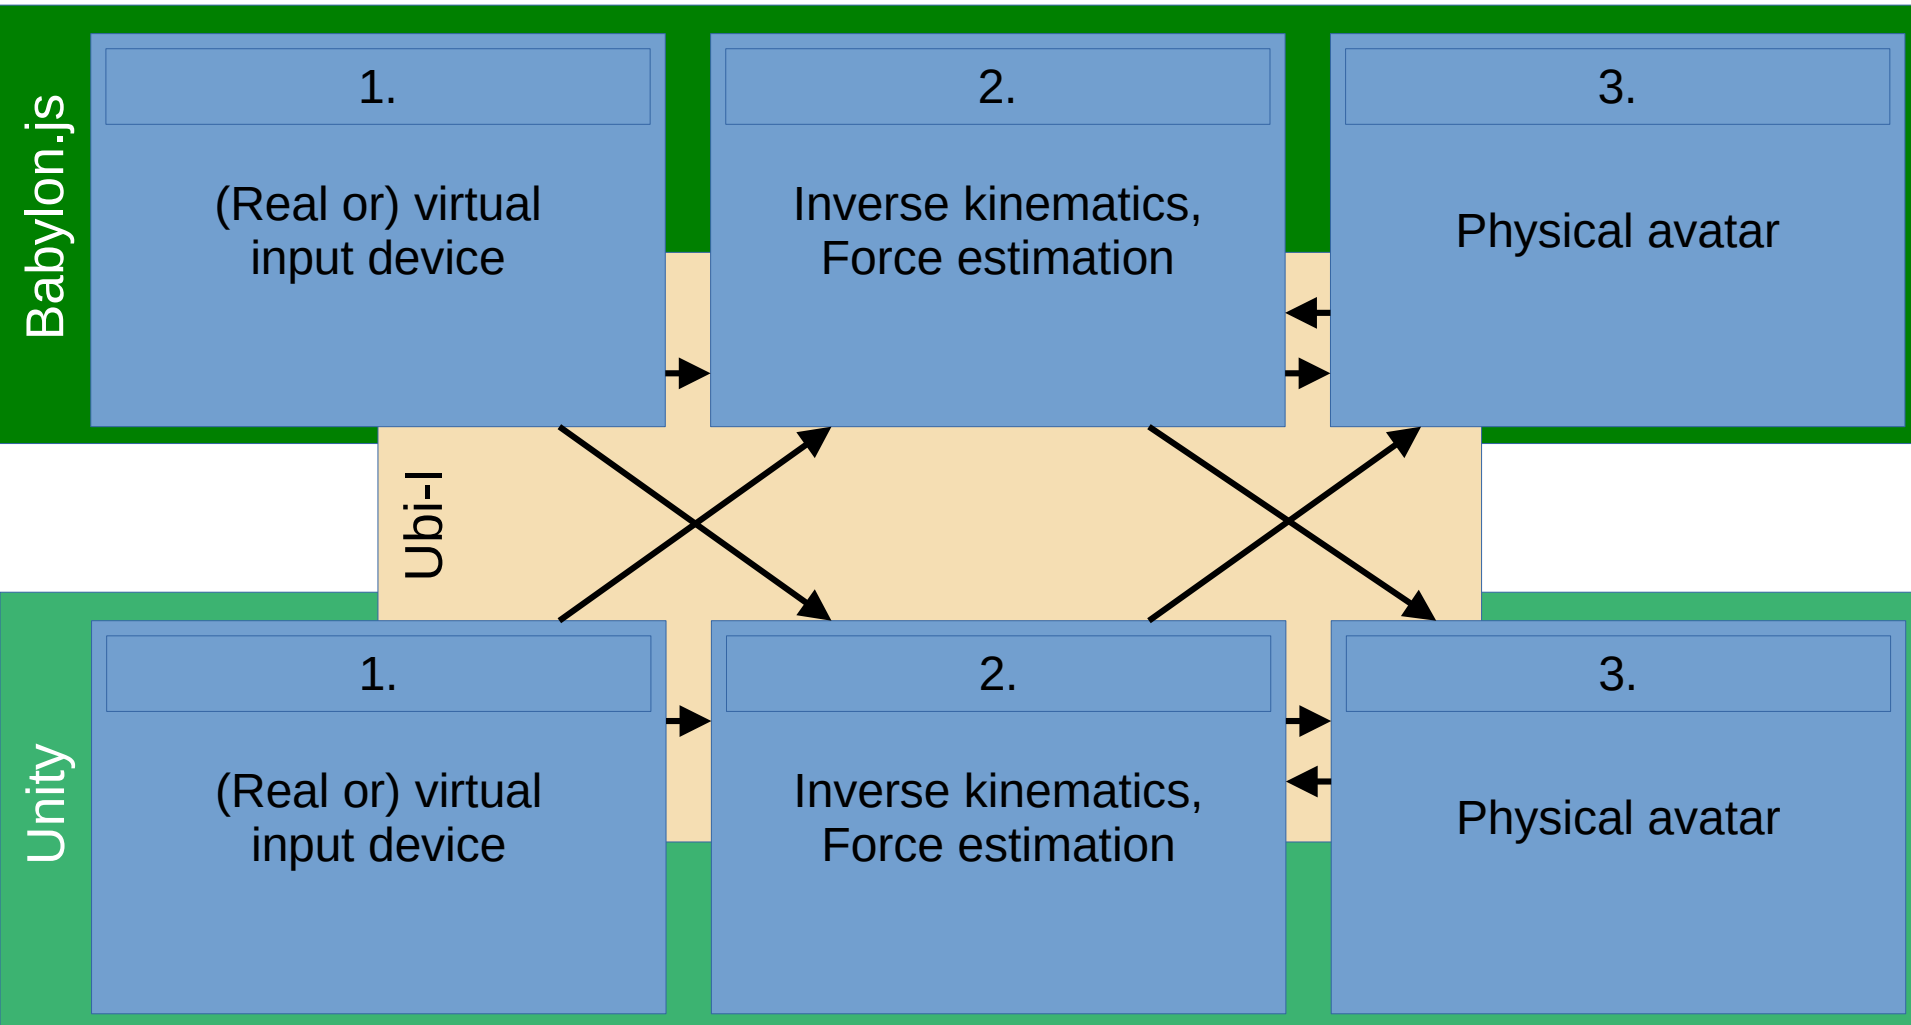 Babylon.js
1.
(Real or) virtual
input device
2.
Inverse kinematics,
Force estimation
3.
Physical avatar
Ubi-I
Unity
1.
(Real or) virtual
input device
2.
Inverse kinematics,
Force estimation
3.
Physical avatar